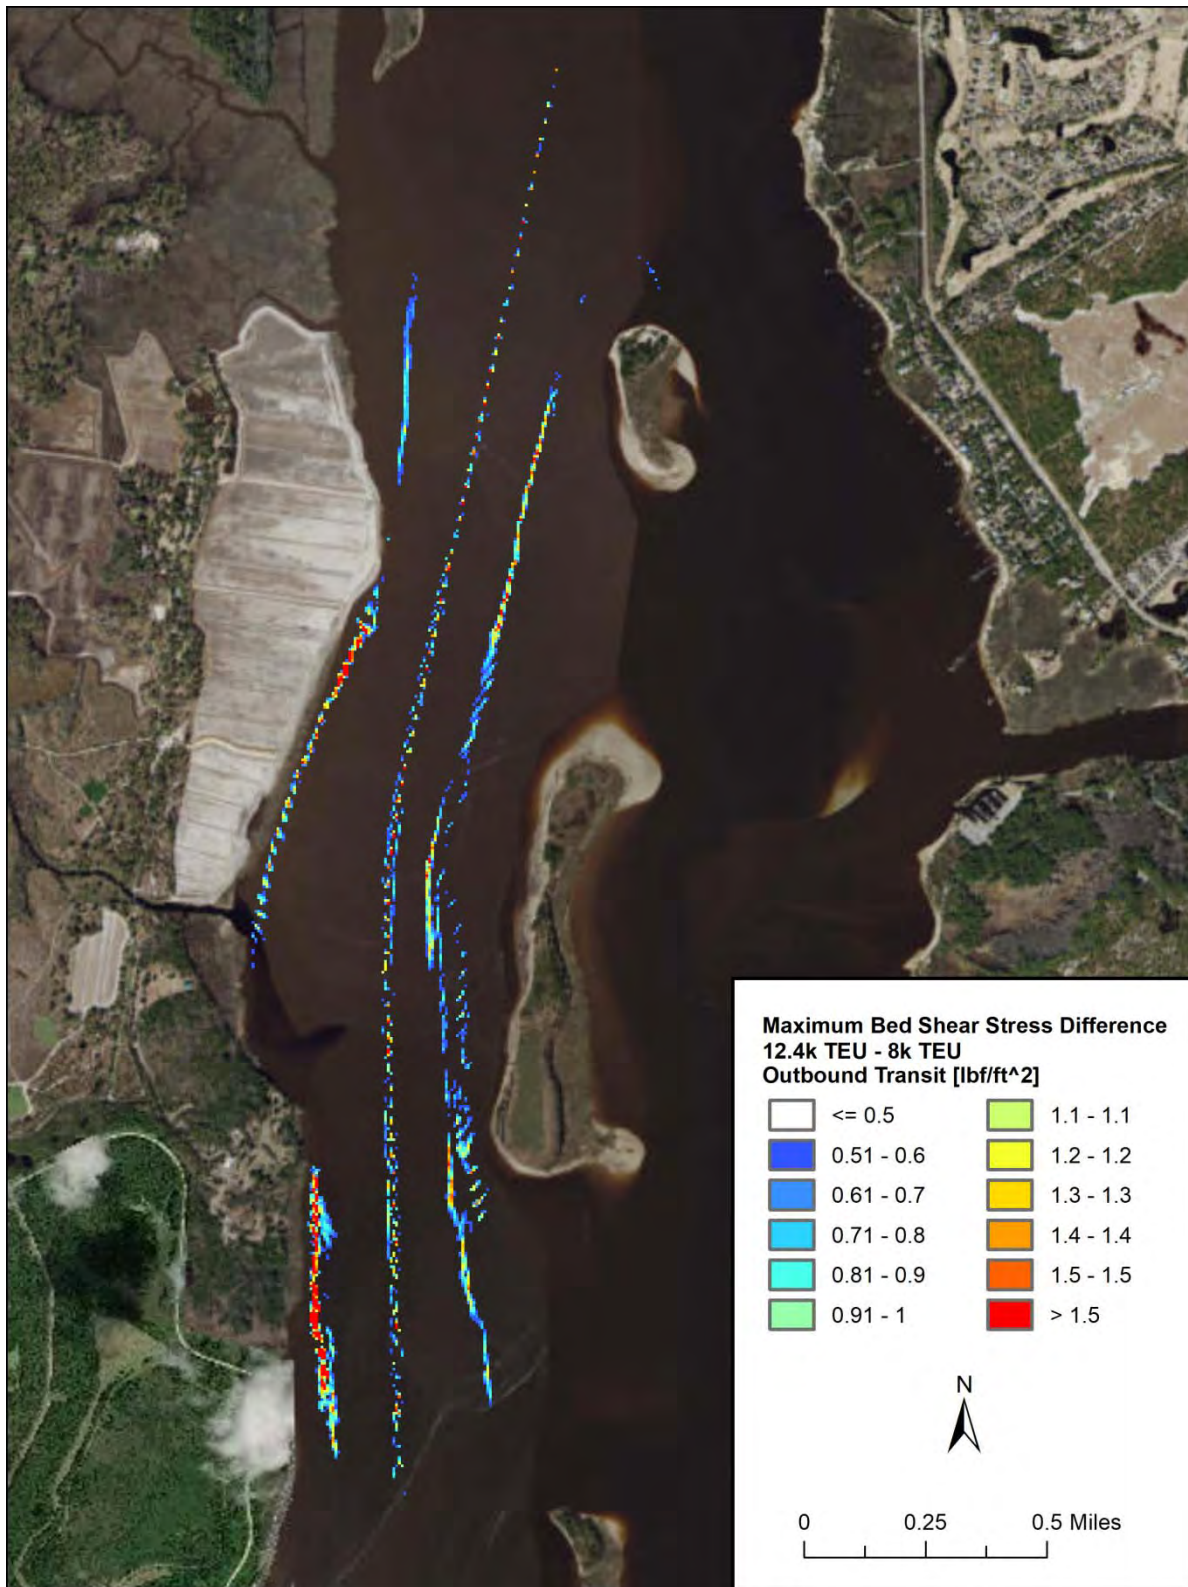 Maximum Bed Shear Stress Difference
12.4k TEU - 8k TEU
Outbound Transit [lbf/ft^2]
<= 0.5
0.51 - 0.6
0.61 - 0.7
0.71 - 0.8
0.81 - 0.9
0.91 - 1
1.1 - 1.1
1.2 - 1.2
1.3 - 1.3
1.4 - 1.4
1.5 - 1.5
> 1.5
N
0 0.25 0.5 Miles